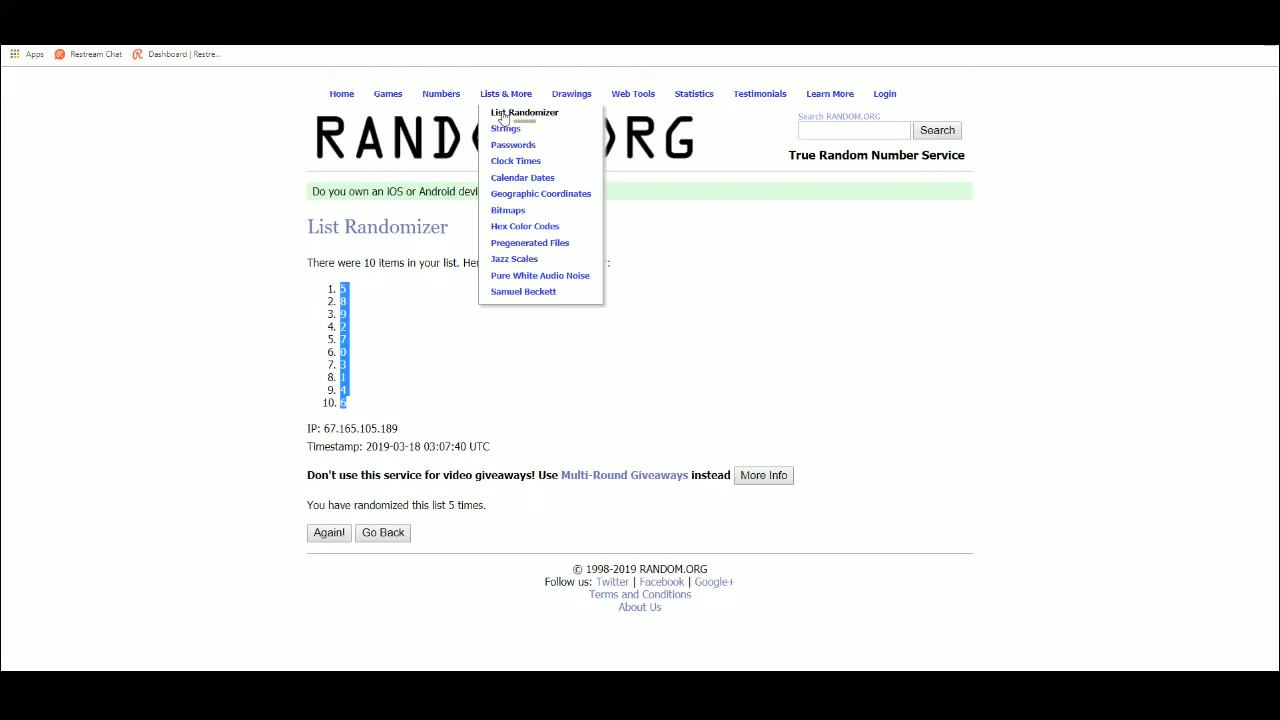 Apps Restream Chat Dashboard | Restre...
Home Games Numbers Lists & More Drawings Web Tools Statistics Testimonials Learn More Login
List Randomizer
Strings
Passwords
Clock Times
Calendar Dates
Geographic Coordinates
Bitmaps
Hex Color Codes
Pregenerated Files
Jazz Scales
Pure White Audio Noise
Samuel Beckett
RAND RG
Search RANDOM.ORG
Search
True Random Number Service
Do you own an iOS or Android devi
List Randomizer
There were 10 items in your list. He :
1. 5
2. 8
3. 9
4. 2
5. 7
6. 0
7. 3
8. 1
9. 4
10. 6
IP: 67.165.105.189
Timestamp: 2019-03-18 03:07:40 UTC
Don't use this service for video giveaways! Use Multi-Round Giveaways instead More Info
You have randomized this list 5 times.
Again! Go Back
© 1998-2019 RANDOM.ORG
Follow us: Twitter | Facebook | Google+
Terms and Conditions
About Us